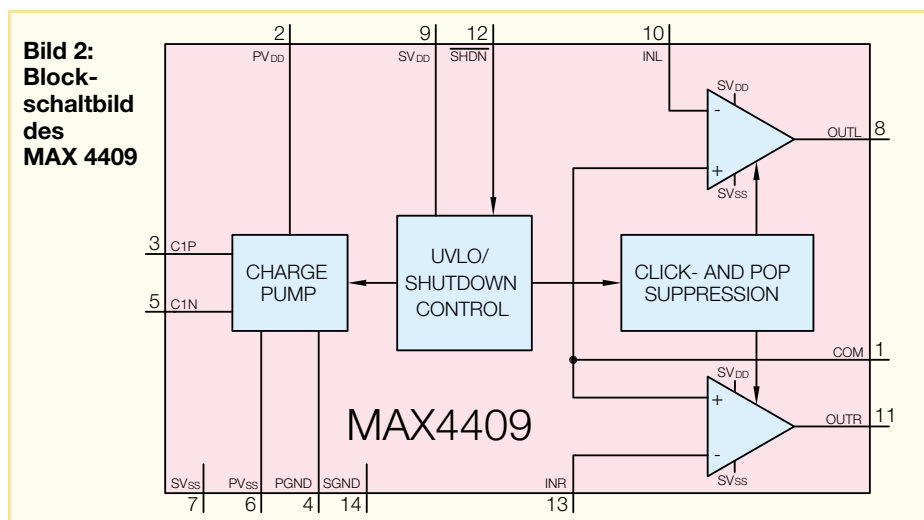 Bild 2:
Block-
schaltbild
des
MAX 4409
2
9
12
10
PVDD
SVDD
SHDN
INL
SVDD
-
OUTL
8
+
SVSS
3
C1P
CHARGE
PUMP
UVLO/
SHUTDOWN
CONTROL
CLICK- AND POP
SUPPRESSION
5
C1N
COM
1
SVDD
+
OUTR
11
-
SVSS
MAX4409
SVSS
PVSS
PGND
SGND
INR
7
6
4
14
13